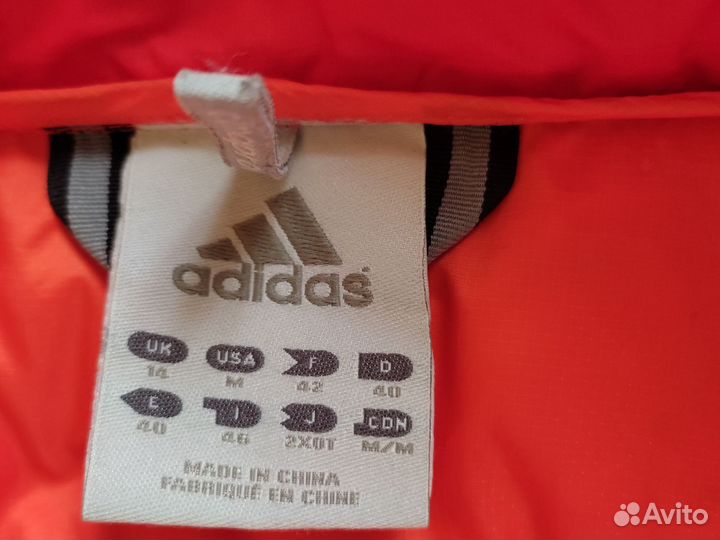 adidas
UK USA F D
14 M 42 40
E I J CDN
40 46 2XOT M/M
MADE IN CHINA
FABRIQUÉ EN CHINE
Avito